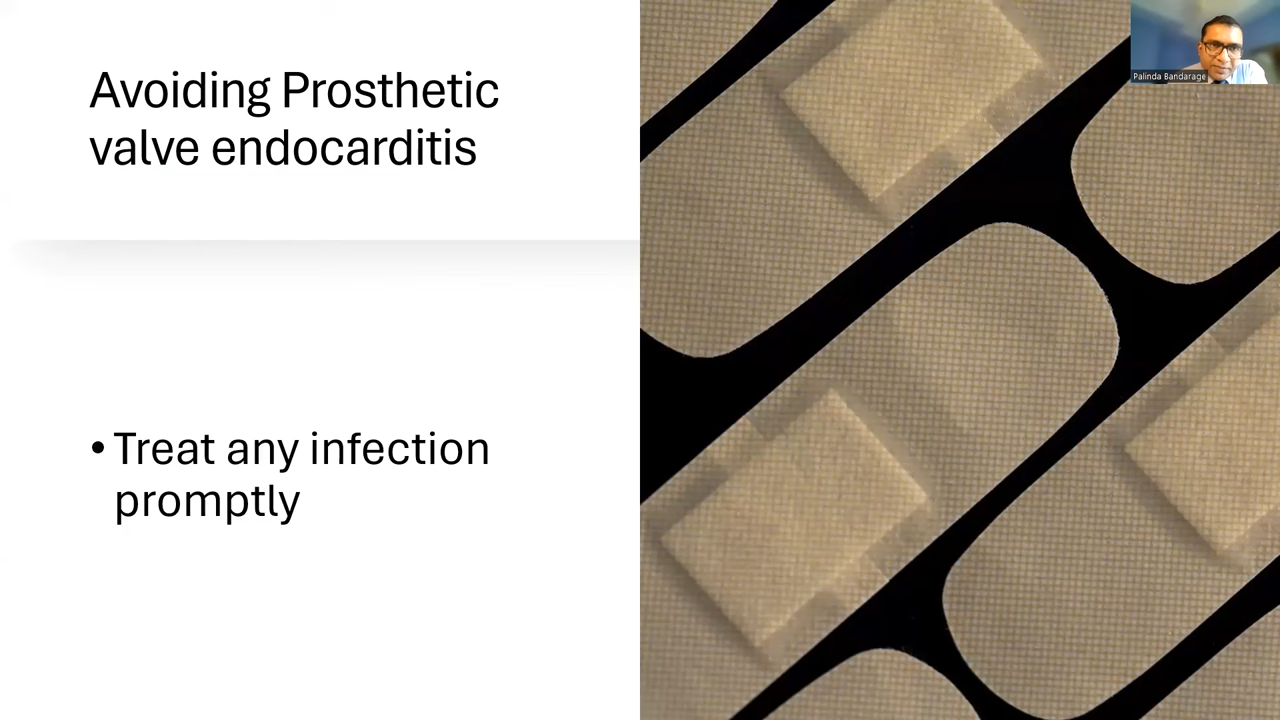 Avoiding Prosthetic
valve endocarditis
• Treat any infection
promptly
Palinda Bandarage